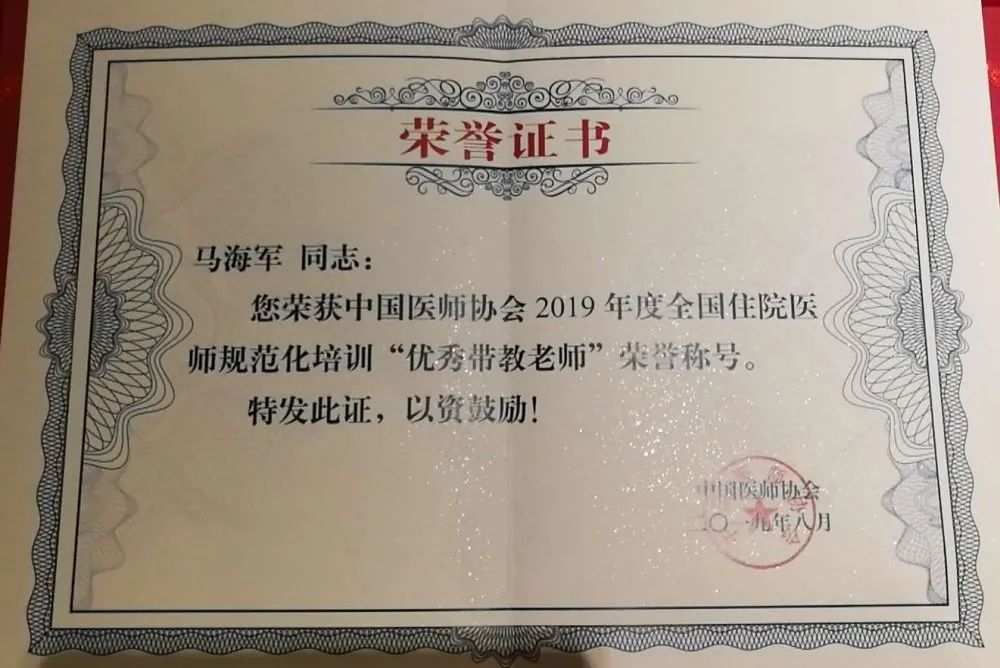 荣誉证书
马海军 同志：
您荣获中国医师协会 2019 年度全国住院医
师规范化培训“优秀带教老师”荣誉称号。
特发此证，以资鼓励！
中国医师协会
二〇一九年八月